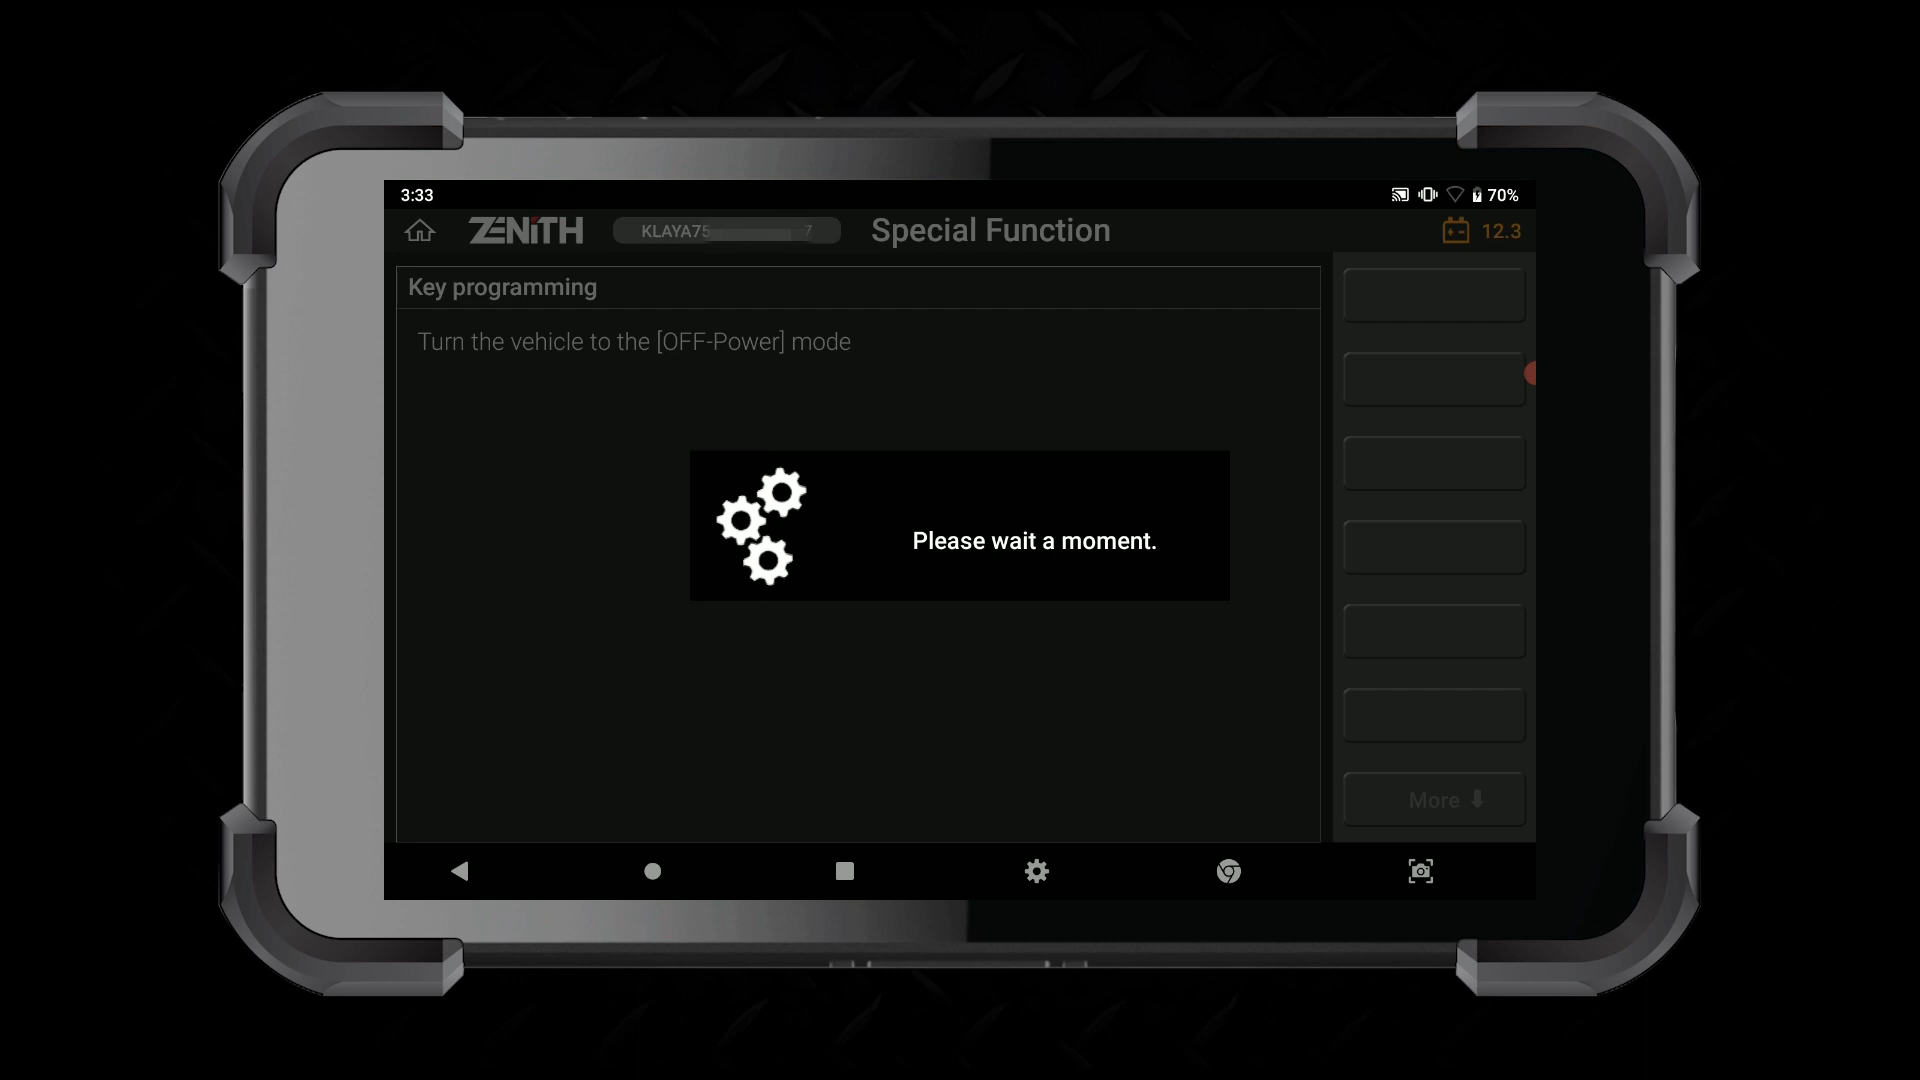 3:33
70%
ZENITH
KLAYA75
7
Special Function
12.3
Key programming
Turn the vehicle to the [OFF-Power] mode
Please wait a moment.
More